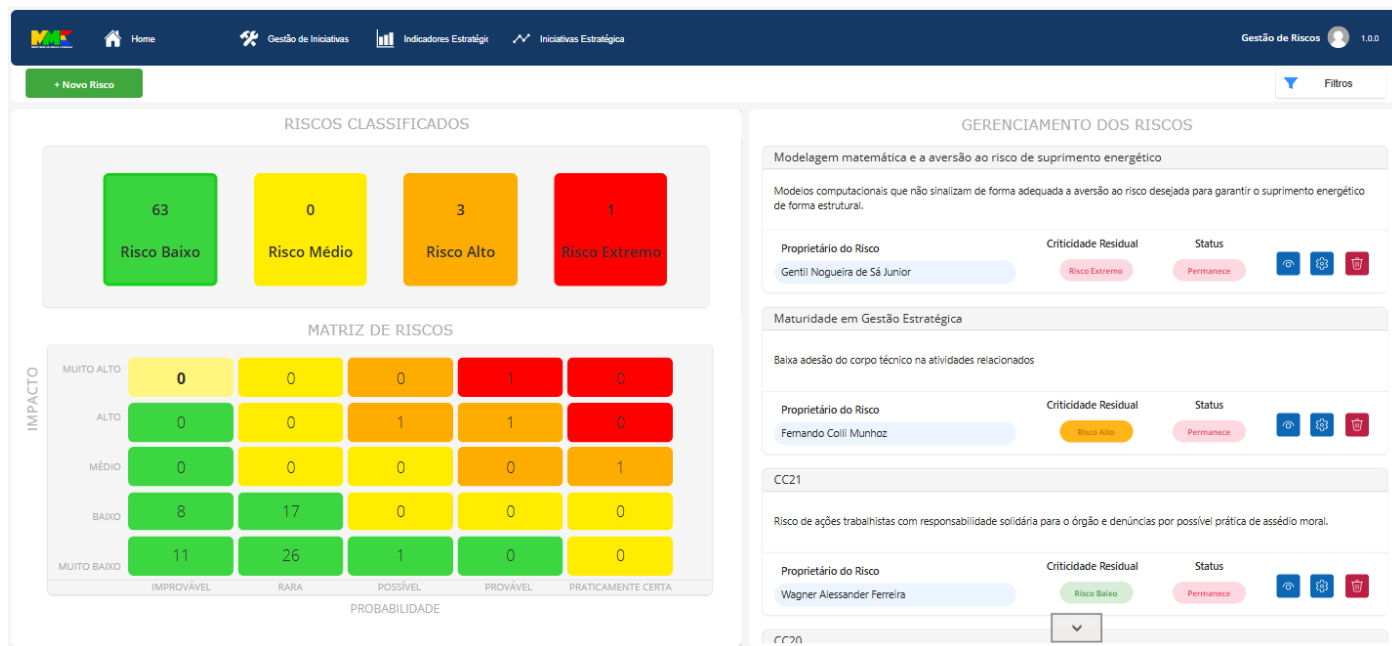 MME
Home
Gestão de Iniciativas
Indicadores Estratégic
Iniciativas Estratégica
Gestão de Riscos
1.0.0
+ Novo Risco
Filtros
RISCOS CLASSIFICADOS
63
Risco Baixo
0
Risco Médio
3
Risco Alto
1
Risco Extremo
MATRIZ DE RISCOS
IMPACTO
MUITO ALTO 0 0 0 1 0
ALTO 0 0 1 1 0
MÉDIO 0 0 0 0 1
BAIXO 8 17 0 0 0
MUITO BAIXO 11 26 1 0 0
IMPROVÁVEL RARA POSSÍVEL PROVÁVEL PRATICAMENTE CERTA
PROBABILIDADE
GERENCIAMENTO DOS RISCOS
Modelagem matemática e a aversão ao risco de suprimento energético
Modelos computacionais que não sinalizam de forma adequada a aversão ao risco desejada para garantir o suprimento energético
de forma estrutural.
Proprietário do Risco Criticidade Residual Status
Gentil Nogueira de Sá Junior Risco Extremo Permanece
Maturidade em Gestão Estratégica
Baixa adesão do corpo técnico na atividades relacionados
Proprietário do Risco Criticidade Residual Status
Fernando Colli Munhoz Risco Alto Permanece
CC21
Risco de ações trabalhistas com responsabilidade solidária para o órgão e denúncias por possível prática de assédio moral.
Proprietário do Risco Criticidade Residual Status
Wagner Alessander Ferreira Risco Baixo Permanece
CC20